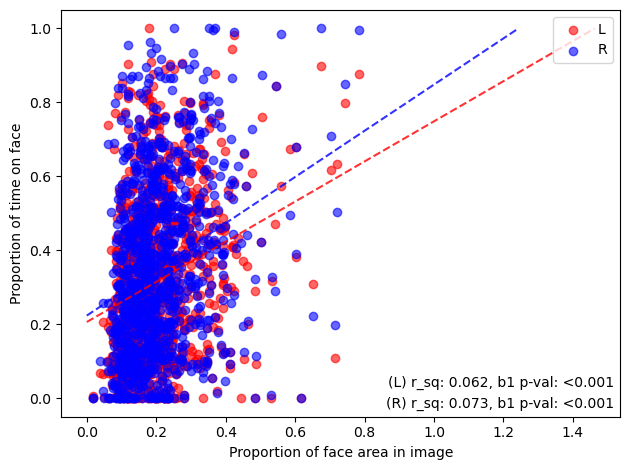 L
R
1.0
0.8
0.6
0.4
0.2
0.0
Proportion of time on face
(L) r_sq: 0.062, b1 p-val: <0.001
(R) r_sq: 0.073, b1 p-val: <0.001
0.0 0.2 0.4 0.6 0.8 1.0 1.2 1.4
Proportion of face area in image